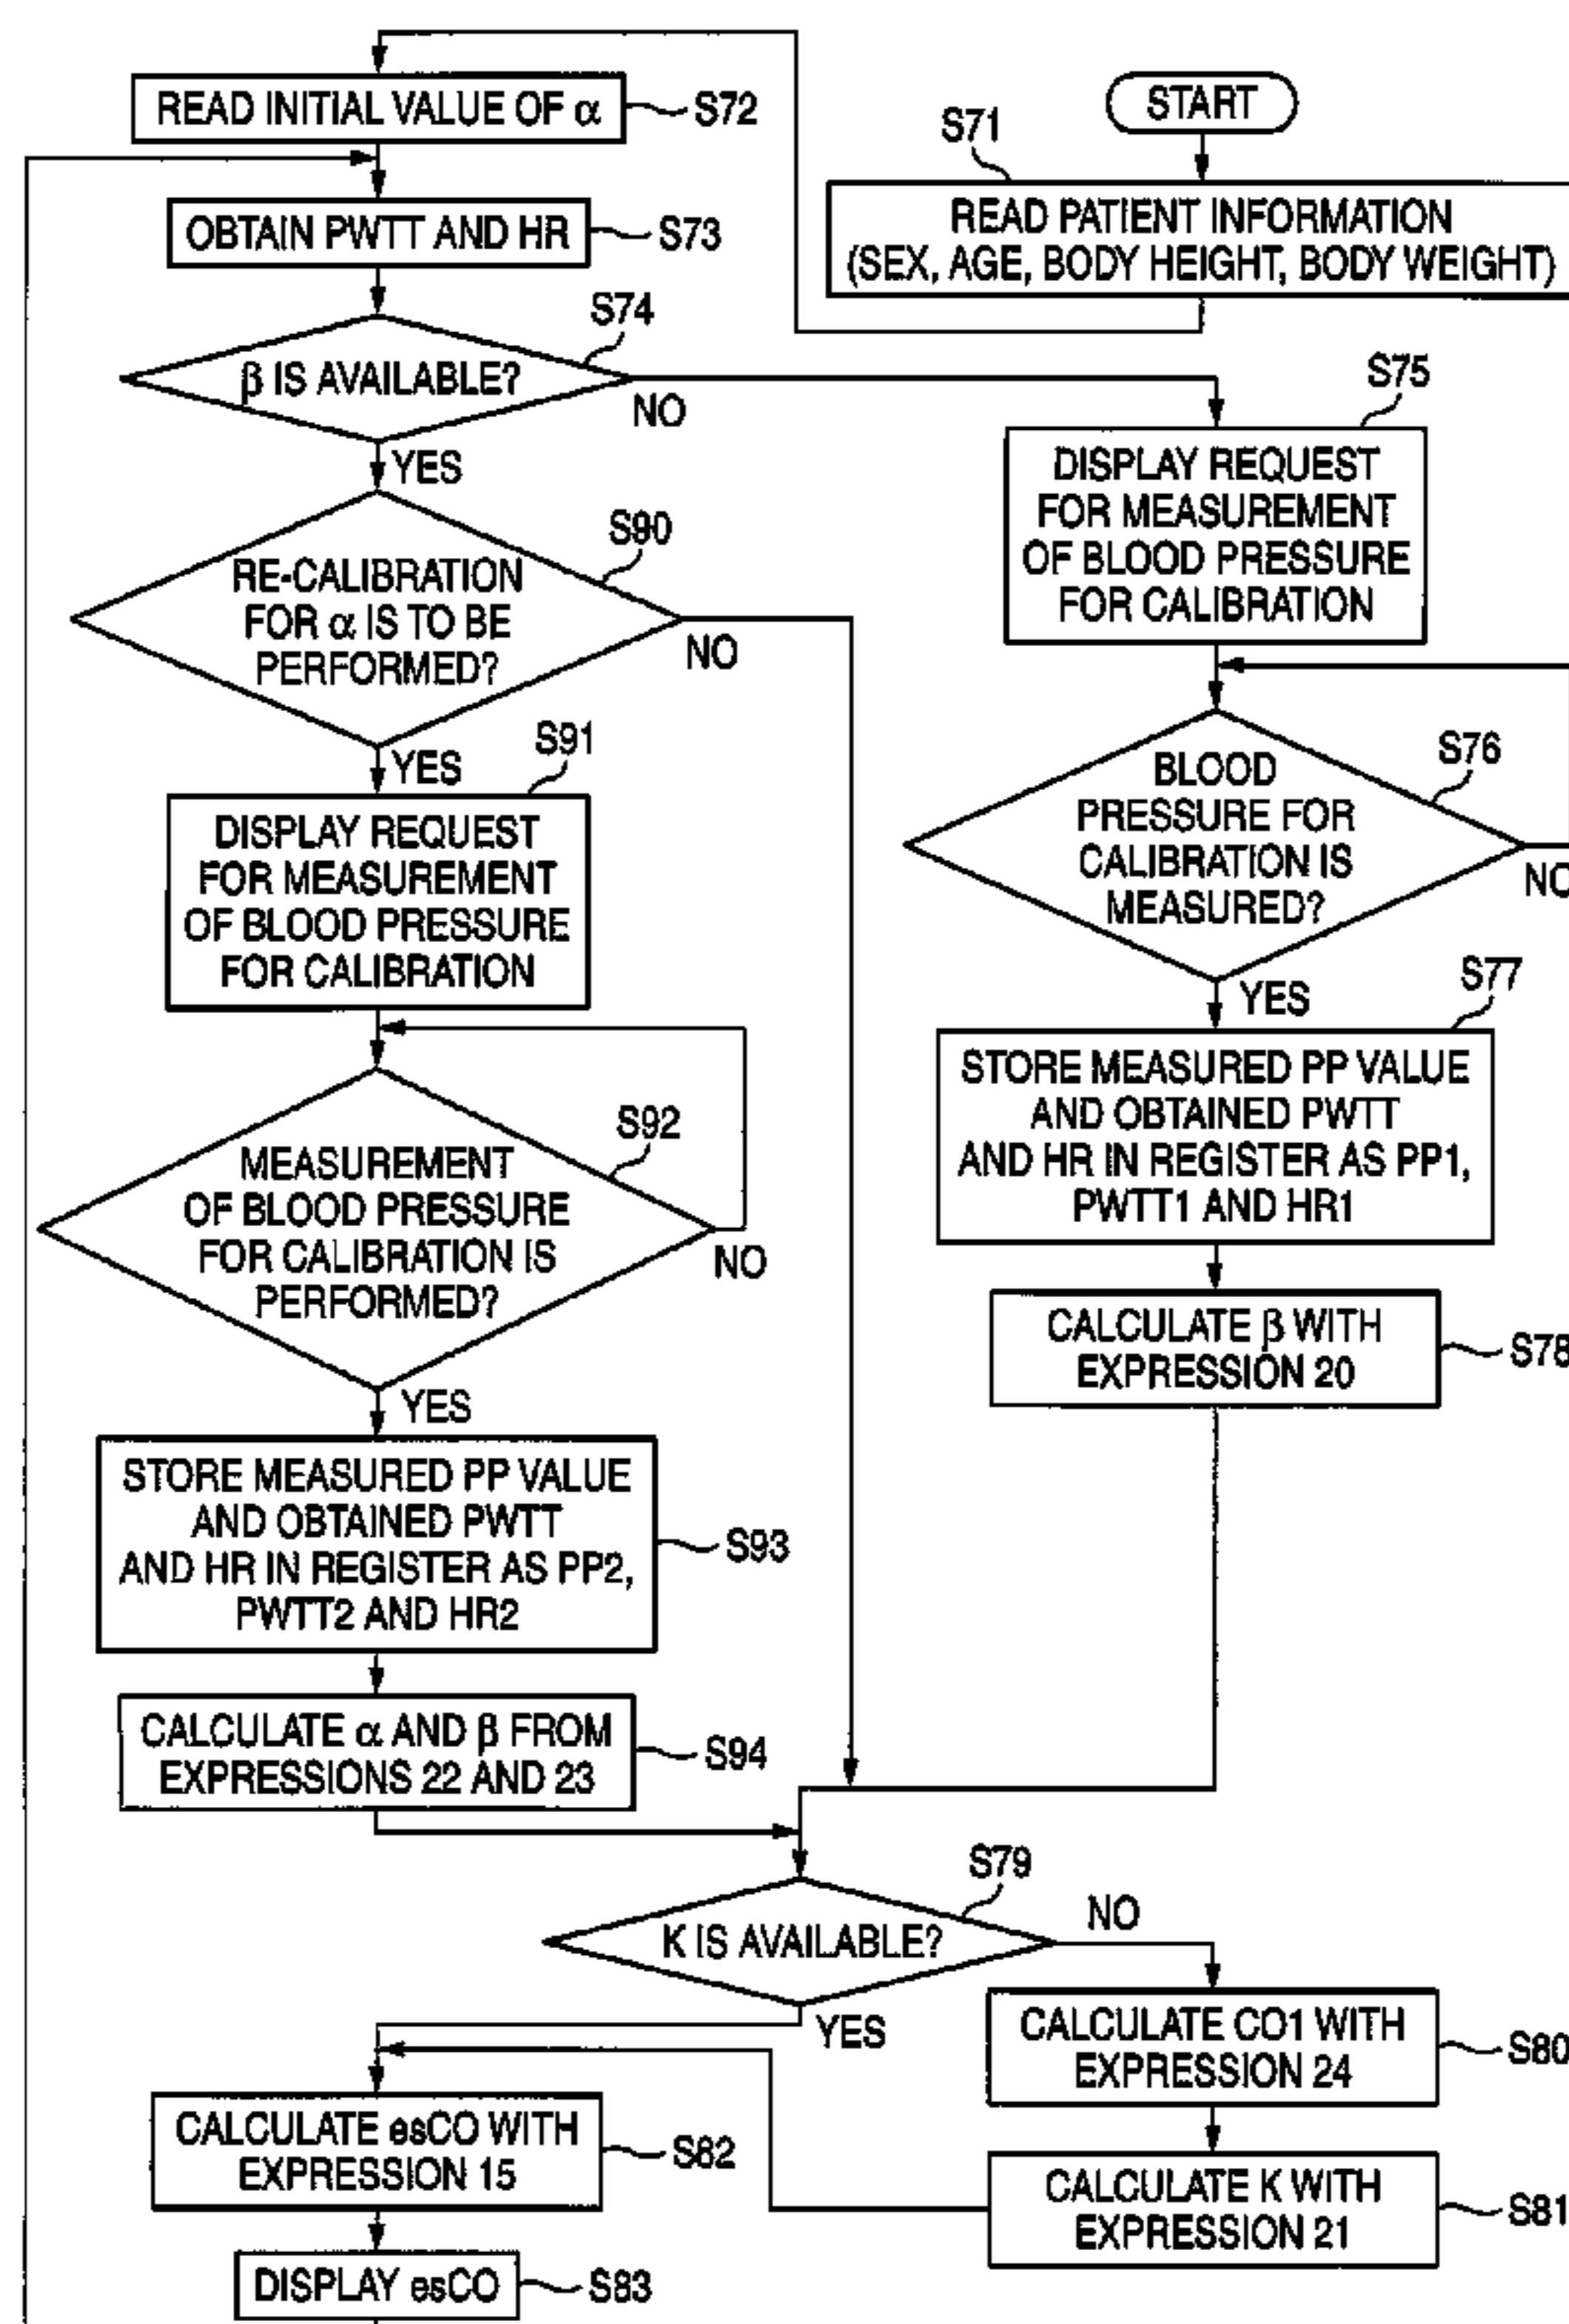 START
S71
READ PATIENT INFORMATION
(SEX, AGE, BODY HEIGHT, BODY WEIGHT)
READ INITIAL VALUE OF α
S72
OBTAIN PWTT AND HR
S73
S74
β IS AVAILABLE?
NO
YES
S75
DISPLAY REQUEST
FOR MEASUREMENT
OF BLOOD PRESSURE
FOR CALIBRATION
S76
BLOOD
PRESSURE FOR
CALIBRATION IS
MEASURED?
NO
YES
S77
STORE MEASURED PP VALUE
AND OBTAINED PWTT
AND HR IN REGISTER AS PP1,
PWTT1 AND HR1
CALCULATE β WITH
EXPRESSION 20
S78
S90
RE-CALIBRATION
FOR α IS TO BE
PERFORMED?
NO
YES
S91
DISPLAY REQUEST
FOR MEASUREMENT
OF BLOOD PRESSURE
FOR CALIBRATION
S92
MEASUREMENT
OF BLOOD PRESSURE
FOR CALIBRATION IS
PERFORMED?
NO
YES
STORE MEASURED PP VALUE
AND OBTAINED PWTT
AND HR IN REGISTER AS PP2,
PWTT2 AND HR2
S93
CALCULATE α AND β FROM
EXPRESSIONS 22 AND 23
S94
S79
K IS AVAILABLE?
NO
YES
CALCULATE CO1 WITH
EXPRESSION 24
S80
CALCULATE K WITH
EXPRESSION 21
S81
CALCULATE esCO WITH
EXPRESSION 15
S82
DISPLAY esCO
S83